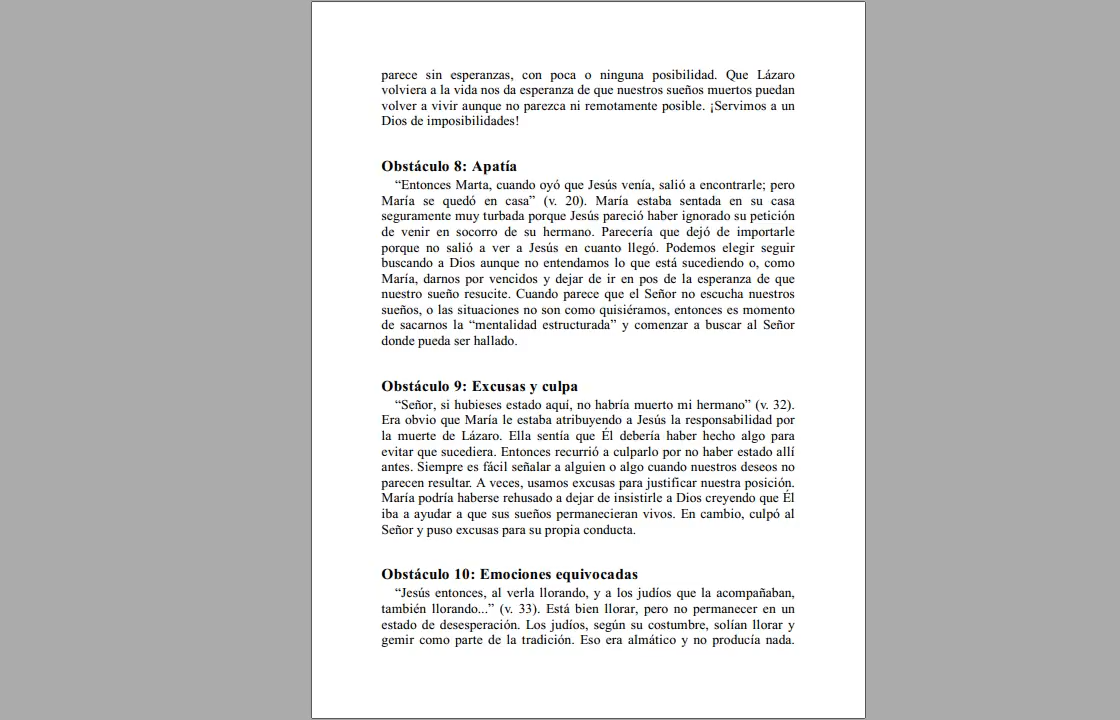 parece sin esperanzas, con poca o ninguna posibilidad. Que Lázaro
volviera a la vida nos da esperanza de que nuestros sueños muertos puedan
volver a vivir aunque no parezca ni remotamente posible. ¡Servimos a un
Dios de imposibilidades!
Obstáculo 8: Apatía
“Entonces Marta, cuando oyó que Jesús venía, salió a encontrarle; pero
María se quedó en casa” (v. 20). María estaba sentada en su casa
seguramente muy turbada porque Jesús pareció haber ignorado su petición
de venir en socorro de su hermano. Parecería que dejó de importarle
porque no salió a ver a Jesús en cuanto llegó. Podemos elegir seguir
buscando a Dios aunque no entendamos lo que está sucediendo o, como
María, darnos por vencidos y dejar de ir en pos de la esperanza de que
nuestro sueño resucite. Cuando parece que el Señor no escucha nuestros
sueños, o las situaciones no son como quisiéramos, entonces es momento
de sacarnos la “mentalidad estructurada” y comenzar a buscar al Señor
donde pueda ser hallado.
Obstáculo 9: Excusas y culpa
“Señor, si hubieses estado aquí, no habría muerto mi hermano” (v. 32).
Era obvio que María le estaba atribuyendo a Jesús la responsabilidad por
la muerte de Lázaro. Ella sentía que Él debería haber hecho algo para
evitar que sucediera. Entonces recurrió a culparlo por no haber estado allí
antes. Siempre es fácil señalar a alguien o algo cuando nuestros deseos no
parecen resultar. A veces, usamos excusas para justificar nuestra posición.
María podría haberse rehusado a dejar de insistirle a Dios creyendo que Él
iba a ayudar a que sus sueños permanecieran vivos. En cambio, culpó al
Señor y puso excusas para su propia conducta.
Obstáculo 10: Emociones equivocadas
“Jesús entonces, al verla llorando, y a los judíos que la acompañaban,
también llorando...” (v. 33). Está bien llorar, pero no permanecer en un
estado de desesperación. Los judíos, según su costumbre, solían llorar y
gemir como parte de la tradición. Eso era almático y no producía nada.